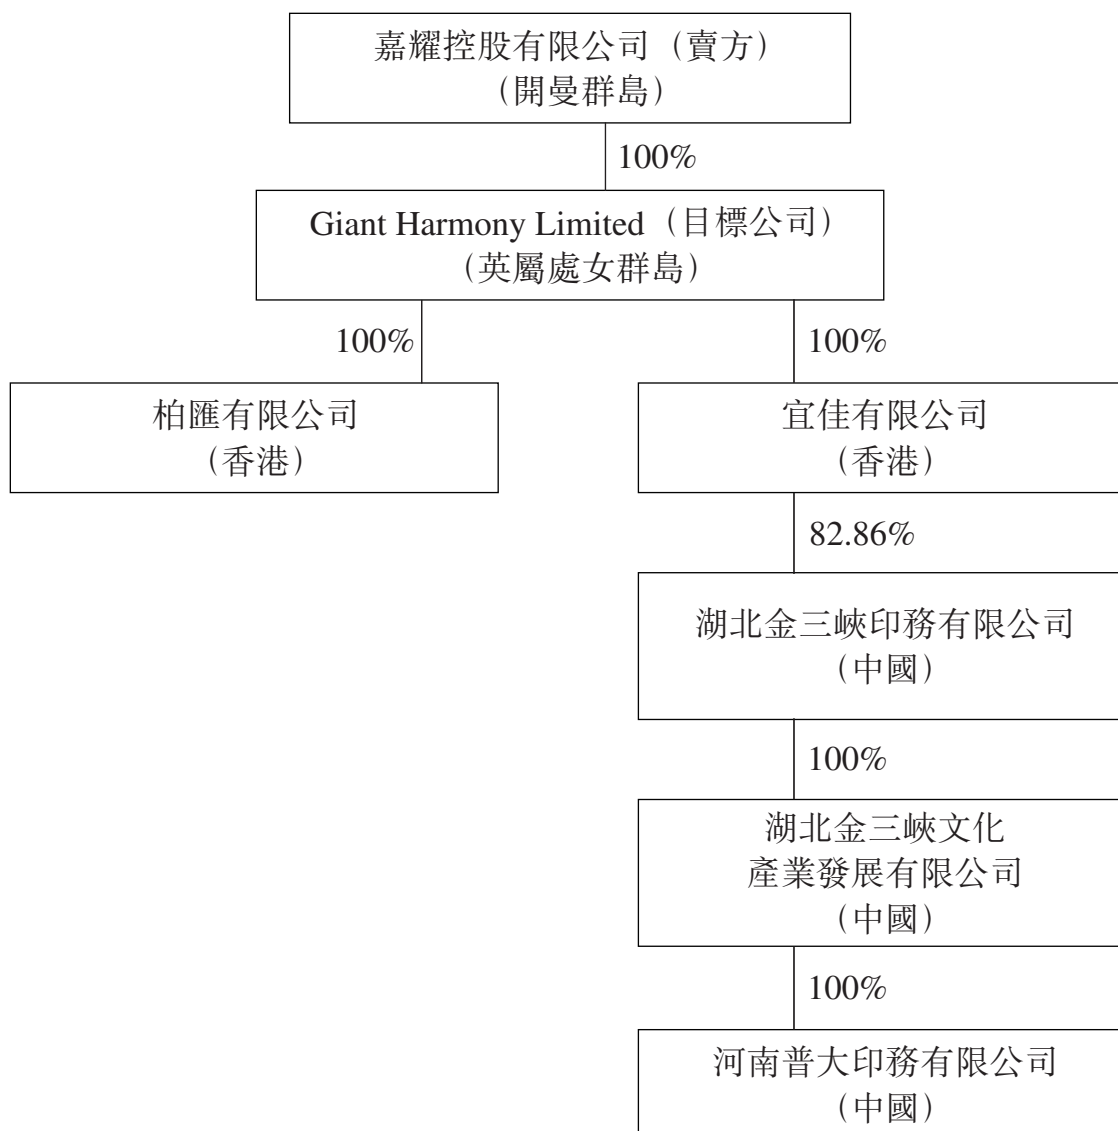 嘉耀控股有限公司（賣方）
（開曼群島）
100%
Giant Harmony Limited（目標公司）
（英屬處女群島）
100%
100%
柏匯有限公司
（香港）
宜佳有限公司
（香港）
82.86%
湖北金三峽印務有限公司
（中國）
100%
湖北金三峽文化
產業發展有限公司
（中國）
100%
河南普大印務有限公司
（中國）